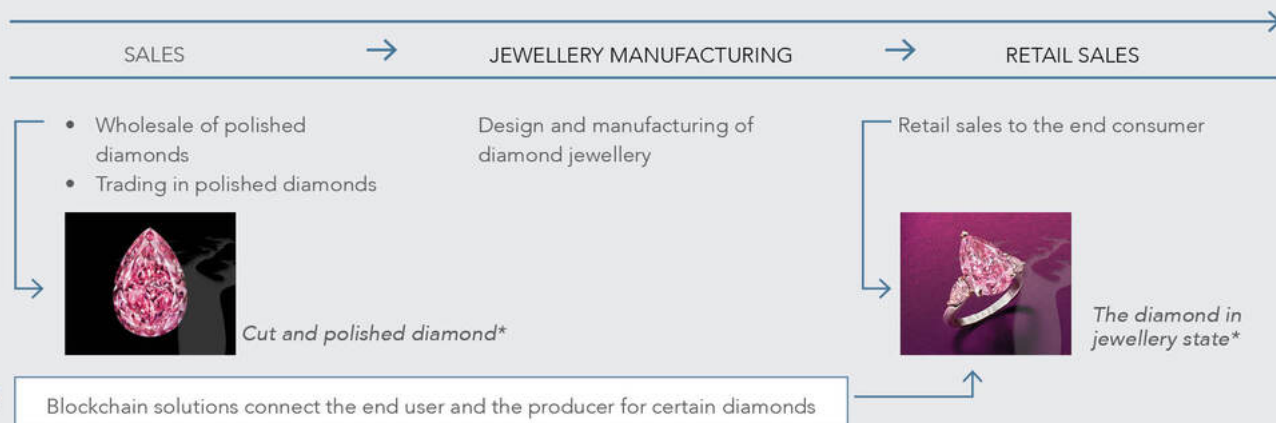 SALES → JEWELLERY MANUFACTURING → RETAIL SALES
• Wholesale of polished
diamonds
• Trading in polished diamonds
Design and manufacturing of
diamond jewellery
Retail sales to the end consumer
Cut and polished diamond*
The diamond in
jewellery state*
Blockchain solutions connect the end user and the producer for certain diamonds